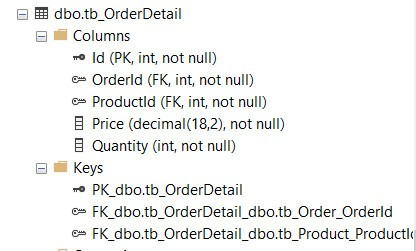 dbo.tb_OrderDetail
Columns
Id (PK, int, not null)
OrderId (FK, int, not null)
ProductId (FK, int, not null)
Price (decimal(18,2), not null)
Quantity (int, not null)
Keys
PK_dbo.tb_OrderDetail
FK_dbo.tb_OrderDetail_dbo.tb_Order_OrderId
FK_dbo.tb_OrderDetail_dbo.tb_Product_ProductI